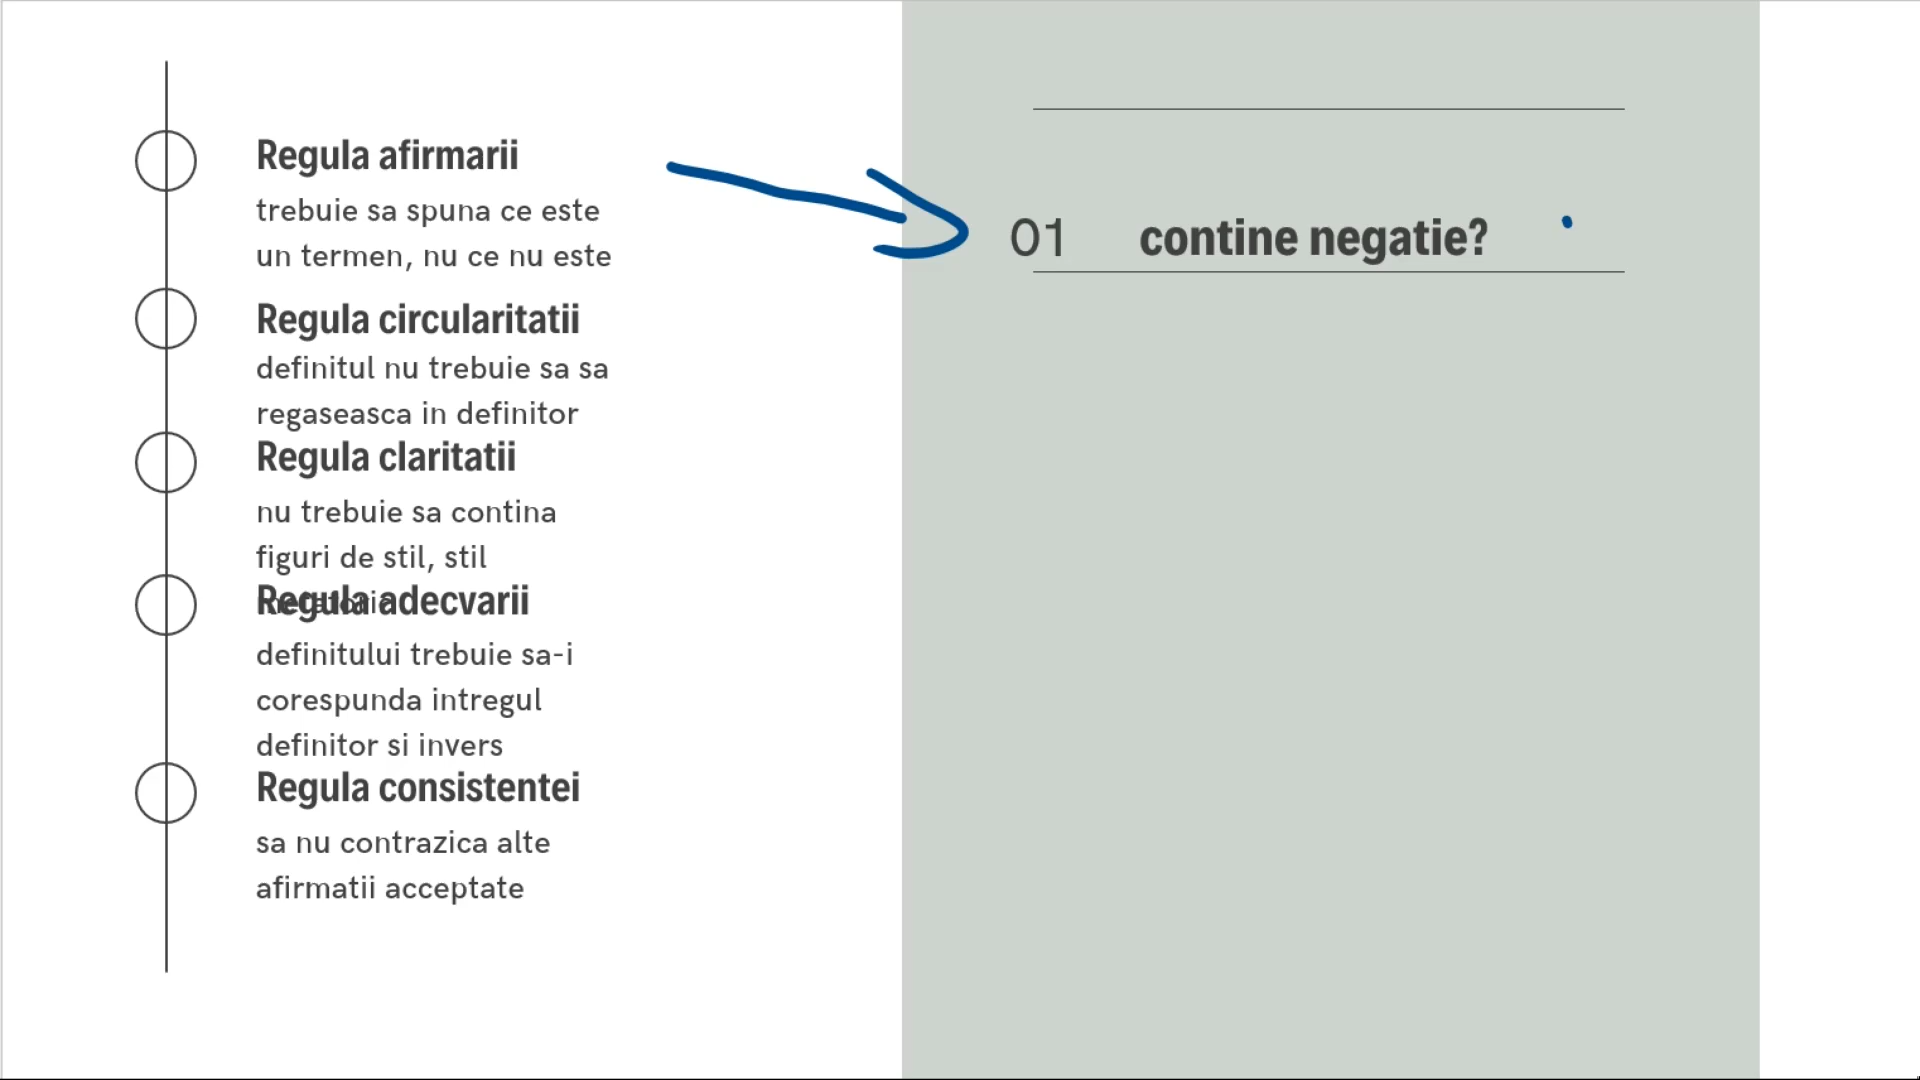 Regula afirmarii
trebuie sa spuna ce este
un termen, nu ce nu este
Regula circularitatii
definitul nu trebuie sa sa
regaseasca in definitor
Regula claritatii
nu trebuie sa contina
figuri de stil, stil
Regula adecvarii
definitului trebuie sa-i
corespunda intregul
definitor si invers
Regula consistentei
sa nu contrazica alte
afirmatii acceptate
01 contine negatie?